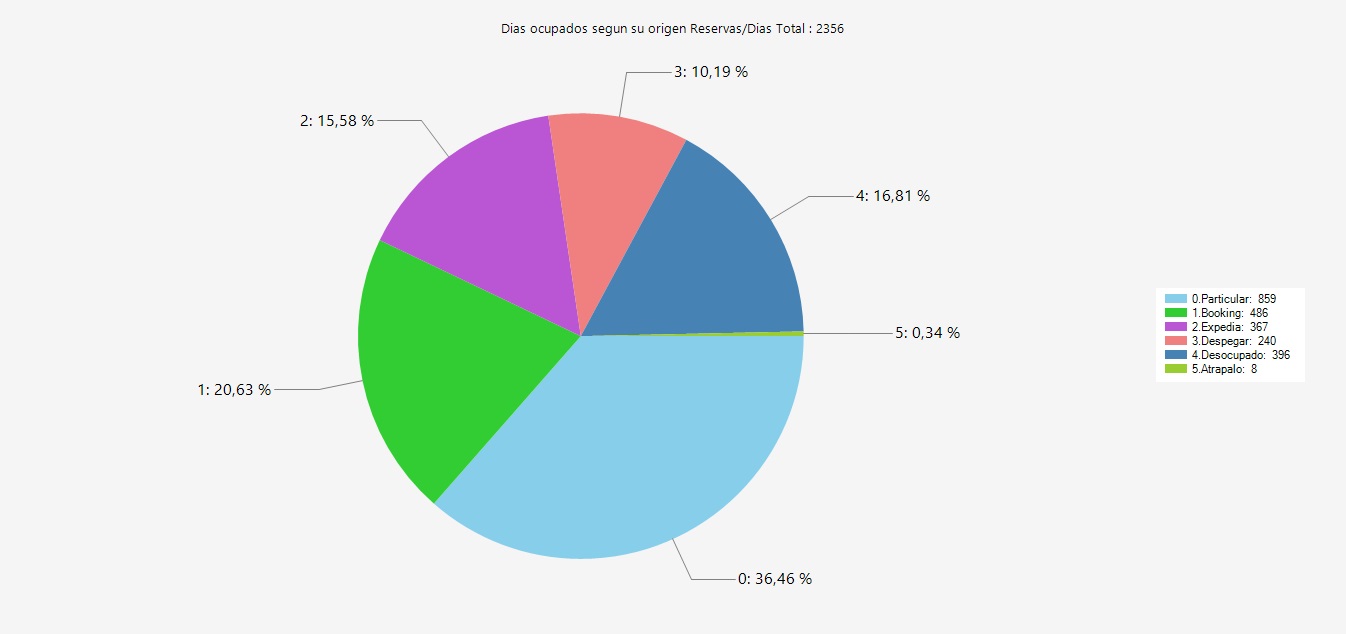 Dias ocupados segun su origen Reservas/Dias Total : 2356
3: 10,19 %
2: 15,58 %
4: 16,81 %
5: 0,34 %
1: 20,63 %
0: 36,46 %
0.Particular: 859
1.Booking: 486
2.Expedia: 367
3.Despegar: 240
4.Desocupado: 396
5.Atrapalo: 8